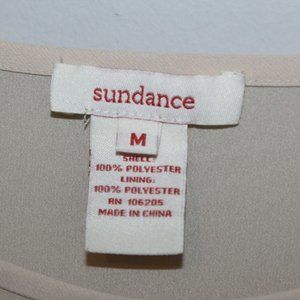 sundance
M
SHELL:
100% POLYESTER
LINING:
100% POLYESTER
RN 106205
MADE IN CHINA